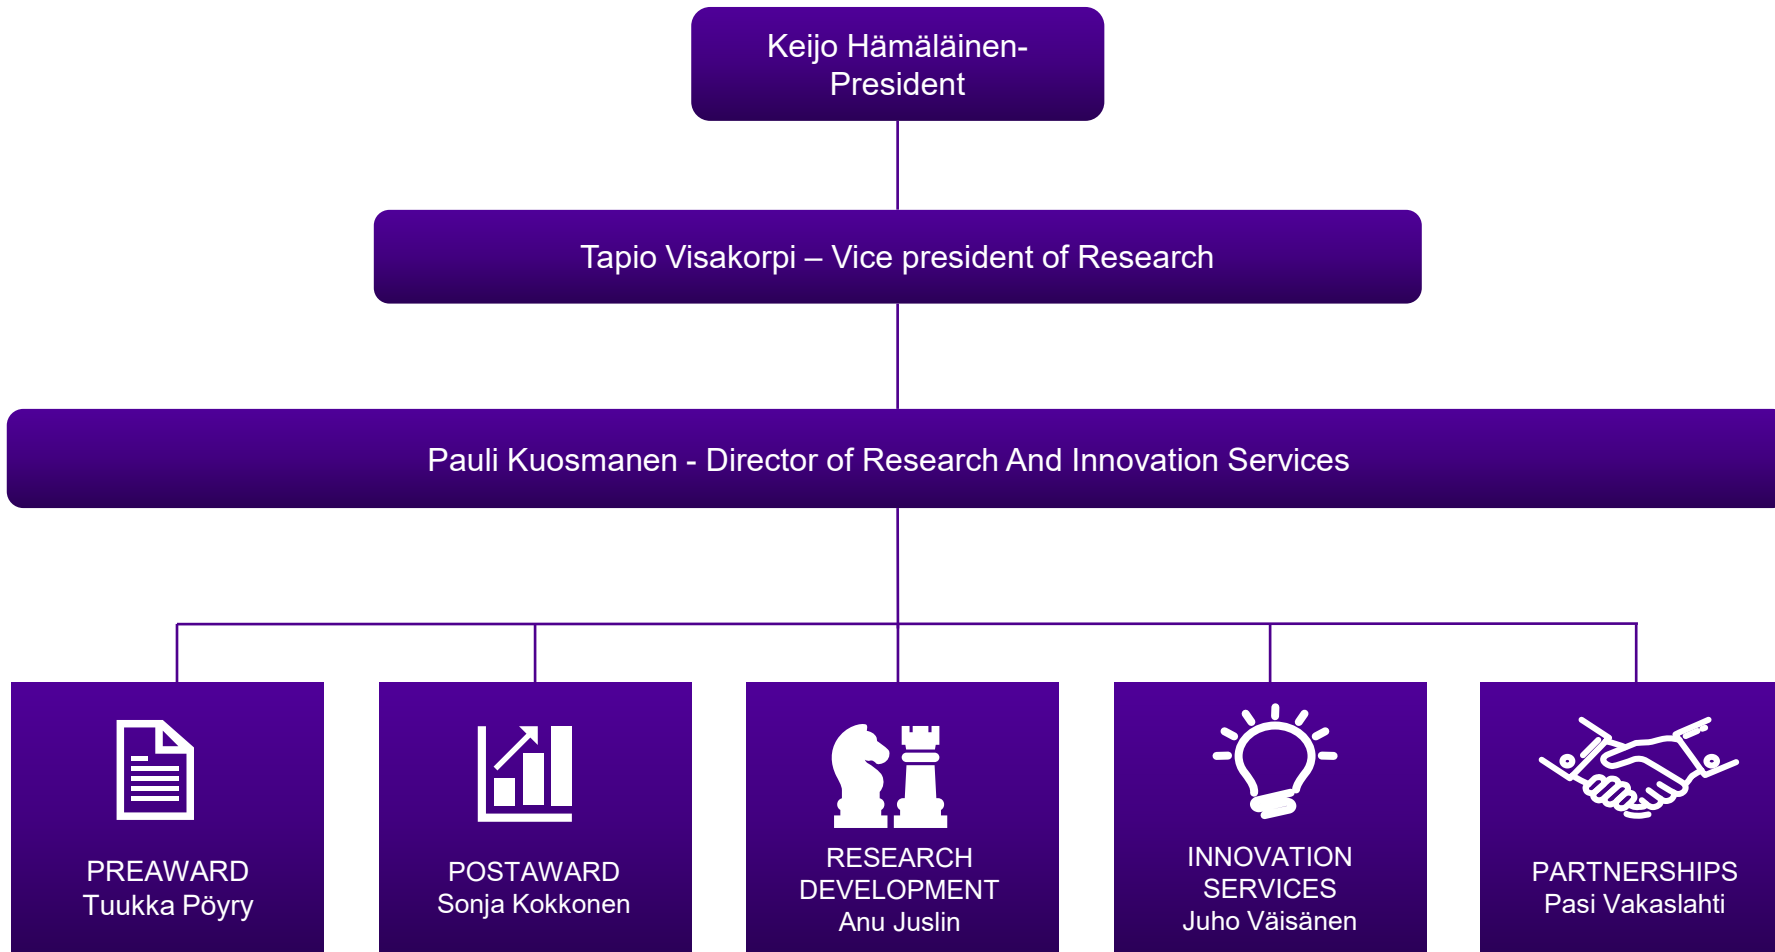 Keijo Hämäläinen-
President
Tapio Visakorpi – Vice president of Research
Pauli Kuosmanen - Director of Research And Innovation Services
PREAWARD
Tuukka Pöyry
POSTAWARD
Sonja Kokkonen
RESEARCH
DEVELOPMENT
Anu Juslin
INNOVATION
SERVICES
Juho Väisänen
PARTNERSHIPS
Pasi Vakaslahti